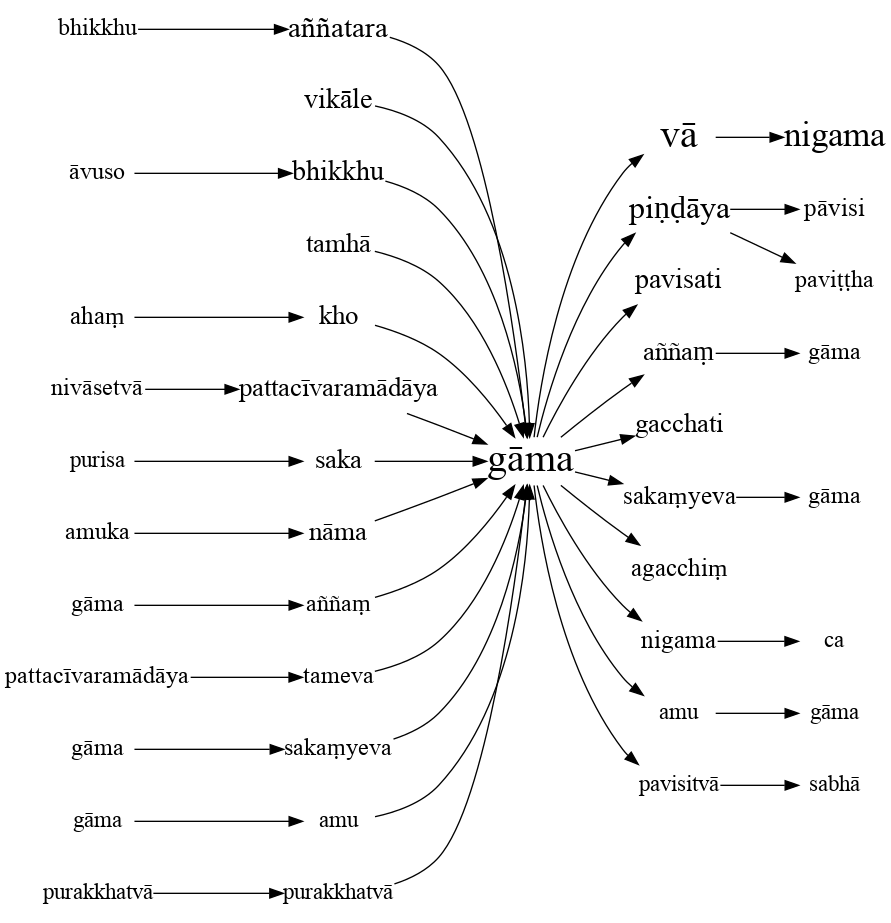 bhikkhu aññatara
vikāle
vā nigama
āvuso bhikkhu
piṇḍāya pāvisi
tamhā
pavisati paviṭṭha
ahaṃ kho
aññaṃ gāma
nivāsetvā pattacīvaramādāya
gacchati
purisa saka gāma
sakaṃyeva gāma
amuka nāma
agacchiṃ
gāma aññaṃ
nigama ca
pattacīvaramādāya tameva
amu gāma
gāma sakaṃyeva
pavisitvā sabhā
gāma amu
purakkhatvā purakkhatvā